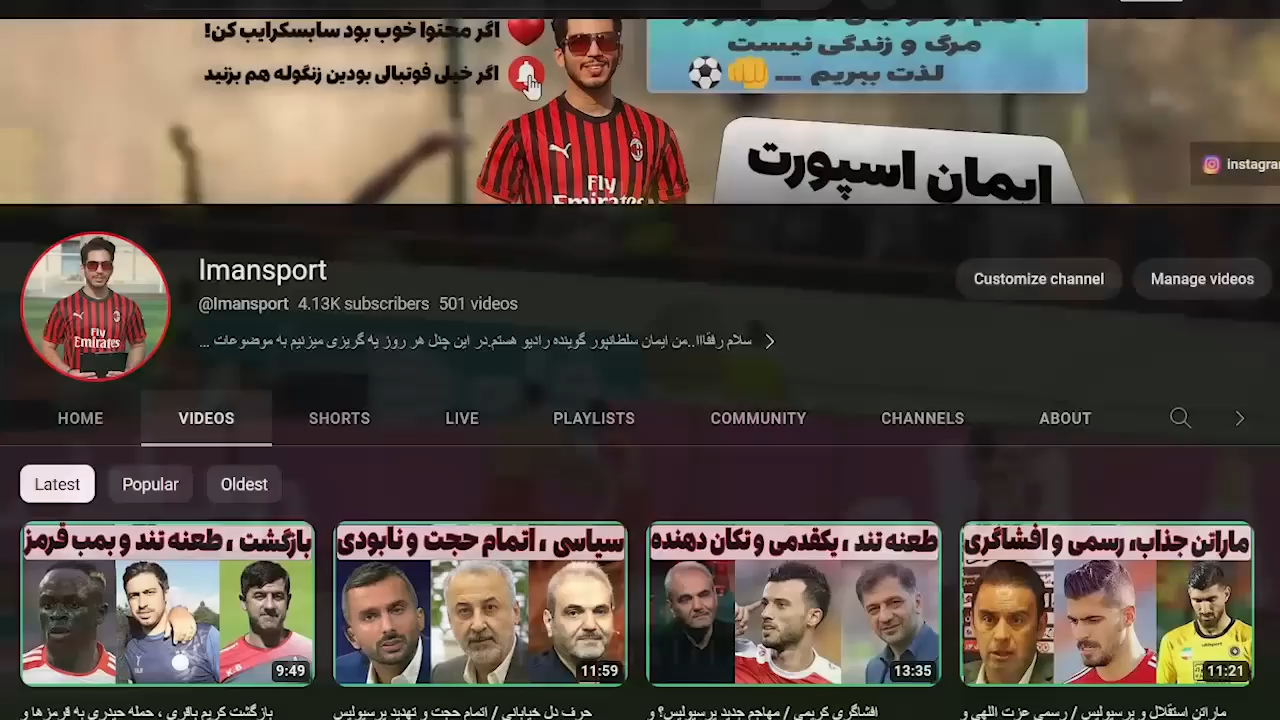 اگر محتوا خوب بود سابسکرایب کن!
اگر خیلی فوتبالی بودین زنگوله هم بزنید
مرگ و زندگی نیست
لذت ببریم ...
ایمان اسپورت
Fly
Emirates
Imansport
@Imansport 4.13K subscribers 501 videos
سلام رفقااا..من ایمان سلطانپور گوینده رادیو هستم.در این چنل هر روز یه گریزی میزنیم به موضوعات ...
Customize channel
Manage videos
Fly
Emirates
HOME
VIDEOS
SHORTS
LIVE
PLAYLISTS
COMMUNITY
CHANNELS
ABOUT
Latest
Popular
Oldest
بازگشت ، طعنه تند و بمب قرمز
9:49
سیاسی ، اتمام حجت و نابودی
11:59
طعنه تند ، یکقدمی و تکان دهنده
13:35
ماراتن جذاب، رسمی و افشاگری
11:21
بازگشت کریم باقری ، حمله حیدری به قرمزها و
حرف دل خیابانی / اتمام حجت و تهدید پرسپولیس
افشاگری کریمی / مهاجم جدید پرسپولیس؟ و
ماراتن استقلال و پرسپولیس / رسمی عزت اللهی و